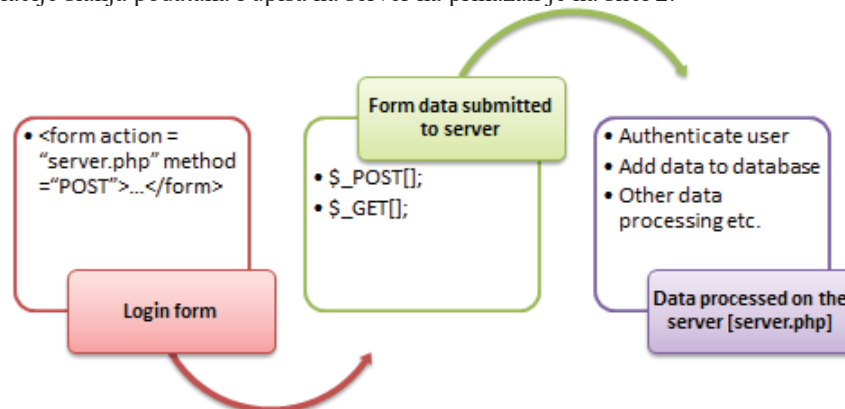 • <form action =
“server.php” method
=“POST”>...</form>
Login form
Form data submitted
to server
• $_POST[];
• $_GET[];
• Authenticate user
• Add data to database
• Other data
processing etc.
Data processed on the
server [server.php]